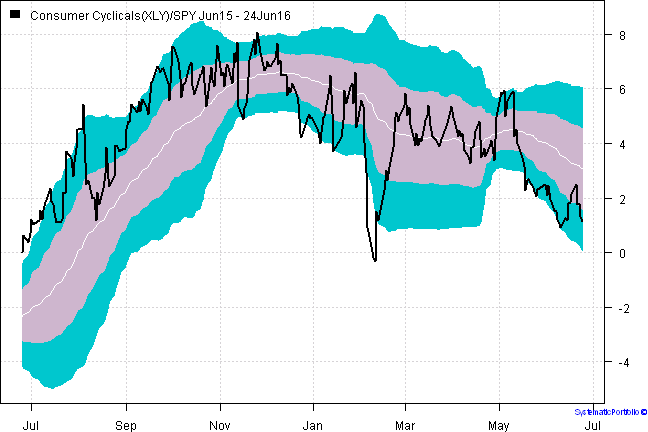 Consumer Cyclicals(XLY)/SPY Jun15 - 24Jun16
8
6
4
2
0
-2
-4
Jul Sep Nov Jan Mar May Jul
SystematicPortfolio ©